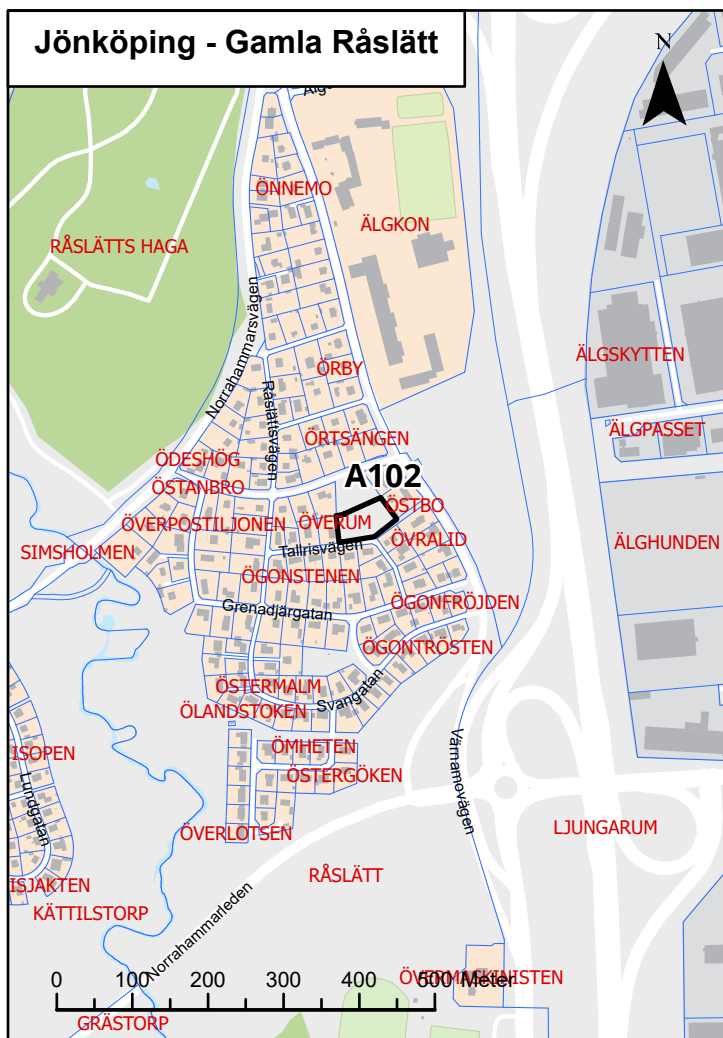 Jönköping - Gamla Råslätt
N
Älgo
ÖNNEMO
ÄLGKON
RÅSLÄTTS HAGA
Norrahammarsvägen
ÄLGSKYTTEN
ÖRBY
Råslättsvägen
ÄLGPASSET
ÖRTSÄNGEN
ÖDESHÖG
A102
ÖSTANBRO
ÖSTBO
ÖVERPOSTILJONEN
ÖVERUM
ÖVRALID
ÄLGHUNDEN
SIMSHOLMEN
Tallrisvägen
ÖGONSTENEN
ÖGONFRÖJDEN
Grenadjärgatan
ÖGONTRÖSTEN
ÖSTERMALM
Svangatan
ÖLANDSTOKEN
ÖMHETEN
ISOPEN
ÖSTERGÖKEN
Värnamovägen
Lundgatan
ÖVERLOTSEN
LJUNGARUM
RÅSLÄTT
ISJAKTEN
KÄTTILSTORP
Norrahammarleden
ÖVERMASKINISTEN
0 100 200 300 400 500 Meter
GRÄSTORP